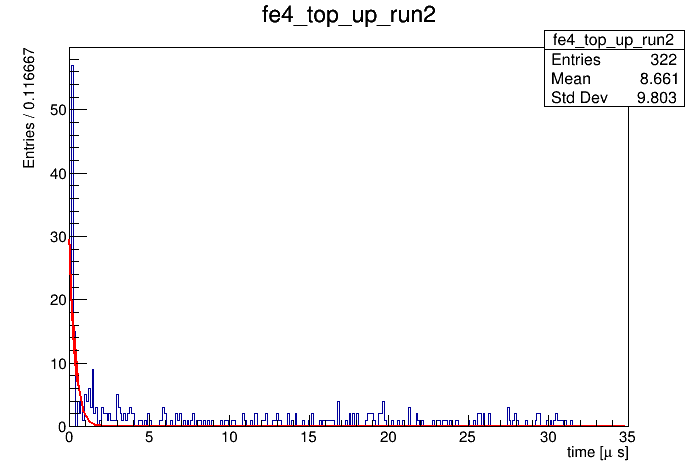 fe4_top_up_run2
fe4_top_up_run2
Entries 322
Mean 8.661
Std Dev 9.803
Entries / 0.116667
50
40
30
20
10
0
0 5 10 15 20 25 30 35
time [μ s]